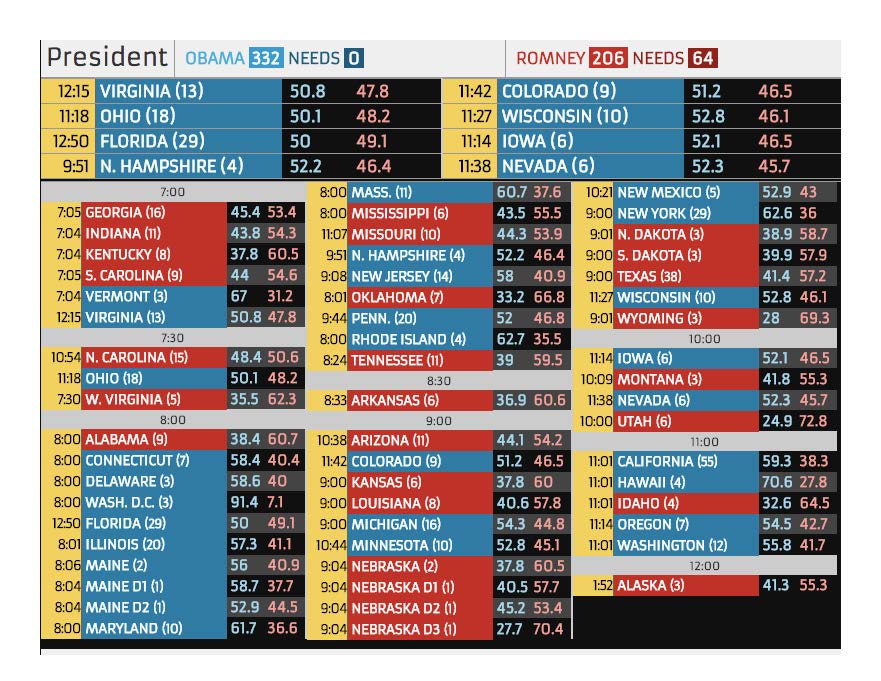 President OBAMA 332 NEEDS 0 ROMNEY 206 NEEDS 64
12:15 VIRGINIA (13) 50.8 47.8 11:42 COLORADO (9) 51.2 46.5
11:18 OHIO (18) 50.1 48.2 11:27 WISCONSIN (10) 52.8 46.1
12:50 FLORIDA (29) 50 49.1 11:14 IOWA (6) 52.1 46.5
9:51 N. HAMPSHIRE (4) 52.2 46.4 11:38 NEVADA (6) 52.3 45.7
7:00
7:05 GEORGIA (16) 45.4 53.4
7:04 INDIANA (11) 43.8 54.3
7:04 KENTUCKY (8) 37.8 60.5
7:05 S. CAROLINA (9) 44 54.6
7:04 VERMONT (3) 67 31.2
12:15 VIRGINIA (13) 50.8 47.8
7:30
10:54 N. CAROLINA (15) 48.4 50.6
11:18 OHIO (18) 50.1 48.2
7:30 W. VIRGINIA (5) 35.5 62.3
8:00
8:00 ALABAMA (9) 38.4 60.7
8:00 CONNECTICUT (7) 58.4 40.4
8:00 DELAWARE (3) 58.6 40
8:00 WASH. D.C. (3) 91.4 7.1
12:50 FLORIDA (29) 50 49.1
8:01 ILLINOIS (20) 57.3 41.1
8:06 MAINE (2) 56 40.9
8:04 MAINE D1 (1) 58.7 37.7
8:04 MAINE D2 (1) 52.9 44.5
8:00 MARYLAND (10) 61.7 36.6
8:00 MASS. (11) 60.7 37.6
8:00 MISSISSIPPI (6) 43.5 55.5
11:07 MISSOURI (10) 44.3 53.9
9:51 N. HAMPSHIRE (4) 52.2 46.4
9:08 NEW JERSEY (14) 58 40.9
8:01 OKLAHOMA (7) 33.2 66.8
9:44 PENN. (20) 52 46.8
8:00 RHODE ISLAND (4) 62.7 35.5
8:24 TENNESSEE (11) 39 59.5
8:30
8:33 ARKANSAS (6) 36.9 60.6
9:00
10:38 ARIZONA (11) 44.1 54.2
11:42 COLORADO (9) 51.2 46.5
9:00 KANSAS (6) 37.8 60
9:00 LOUISIANA (8) 40.6 57.8
9:00 MICHIGAN (16) 54.3 44.8
10:44 MINNESOTA (10) 52.8 45.1
9:04 NEBRASKA (2) 37.8 60.5
9:04 NEBRASKA D1 (1) 40.5 57.7
9:04 NEBRASKA D2 (1) 45.2 53.4
9:04 NEBRASKA D3 (1) 27.7 70.4
10:21 NEW MEXICO (5) 52.9 43
9:00 NEW YORK (29) 62.6 36
9:01 N. DAKOTA (3) 38.9 58.7
9:00 S. DAKOTA (3) 39.9 57.9
9:00 TEXAS (38) 41.4 57.2
11:27 WISCONSIN (10) 52.8 46.1
9:01 WYOMING (3) 28 69.3
10:00
11:14 IOWA (6) 52.1 46.5
10:09 MONTANA (3) 41.8 55.3
11:38 NEVADA (6) 52.3 45.7
10:00 UTAH (6) 24.9 72.8
11:00
11:01 CALIFORNIA (55) 59.3 38.3
11:01 HAWAII (4) 70.6 27.8
11:01 IDAHO (4) 32.6 64.5
11:14 OREGON (7) 54.5 42.7
11:01 WASHINGTON (12) 55.8 41.7
12:00
1:52 ALASKA (3) 41.3 55.3